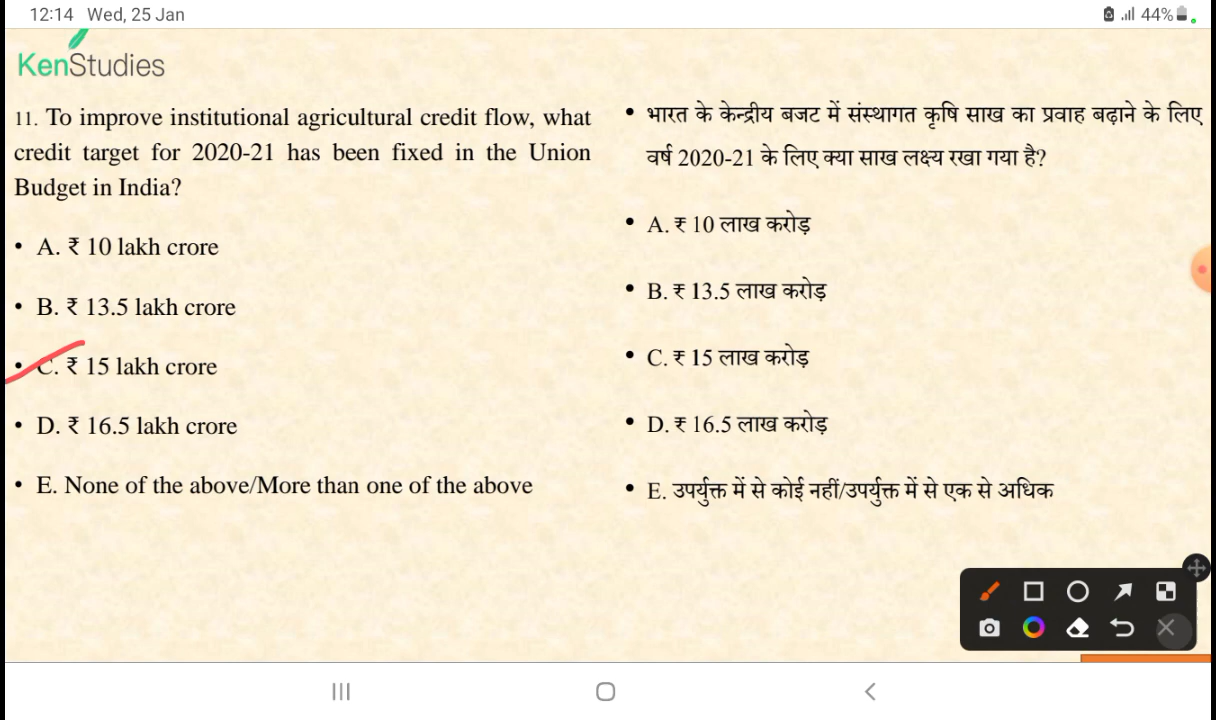 12:14 Wed, 25 Jan
44%
KenStudies
11. To improve institutional agricultural credit flow, what
credit target for 2020-21 has been fixed in the Union
Budget in India?
• A. ₹ 10 lakh crore
• B. ₹ 13.5 lakh crore
• C. ₹ 15 lakh crore
• D. ₹ 16.5 lakh crore
• E. None of the above/More than one of the above
• भारत के केन्द्रीय बजट में संस्थागत कृषि साख का प्रवाह बढ़ाने के लिए
वर्ष 2020-21 के लिए क्या साख लक्ष्य रखा गया है?
• A. ₹ 10 लाख करोड़
• B. ₹ 13.5 लाख करोड़
• C. ₹ 15 लाख करोड़
• D. ₹ 16.5 लाख करोड़
• E. उपर्युक्त में से कोई नहीं/उपर्युक्त में से एक से अधिक